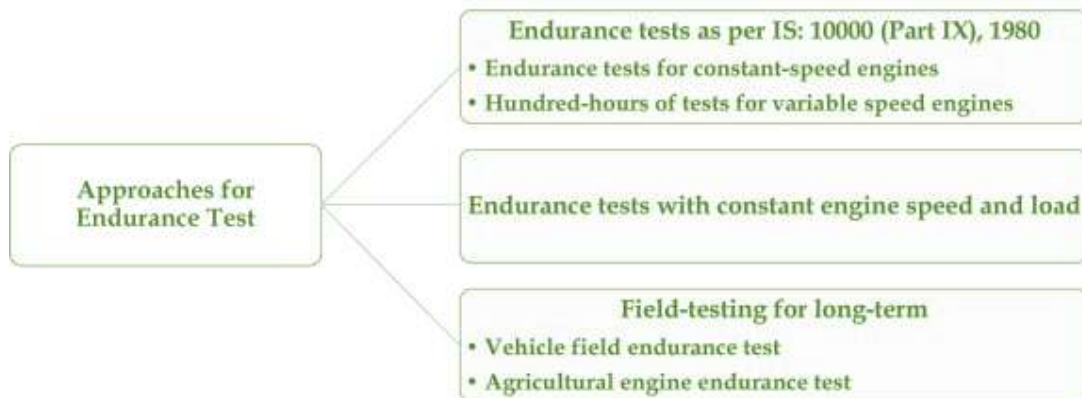 Approaches for
Endurance Test
Endurance tests as per IS: 10000 (Part IX), 1980
• Endurance tests for constant-speed engines
• Hundred-hours of tests for variable speed engines
Endurance tests with constant engine speed and load
Field-testing for long-term
• Vehicle field endurance test
• Agricultural engine endurance test